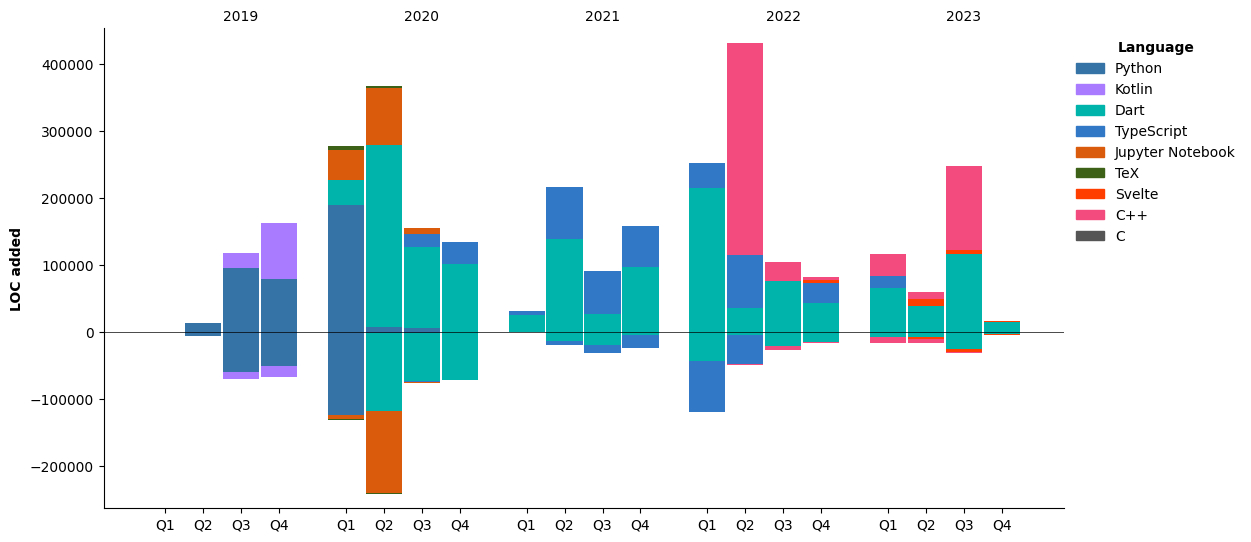 2019 2020 2021 2022 2023
Language
Python
Kotlin
Dart
TypeScript
Jupyter Notebook
TeX
Svelte
C++
C
LOC added
400000
300000
200000
100000
0
−100000
−200000
Q1 Q2 Q3 Q4 Q1 Q2 Q3 Q4 Q1 Q2 Q3 Q4 Q1 Q2 Q3 Q4 Q1 Q2 Q3 Q4